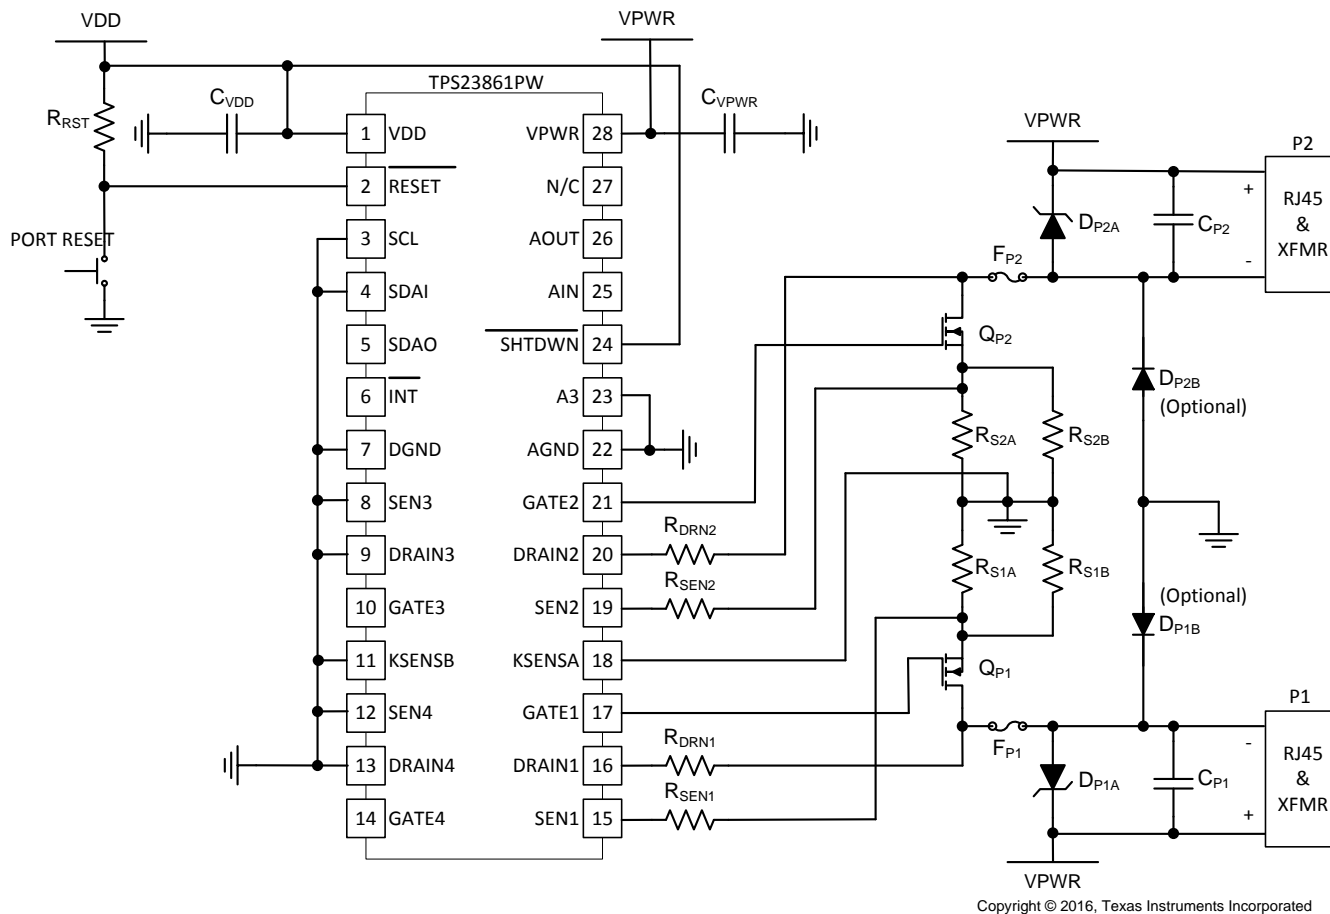 VDD
VPWR
TPS23861PW
CVDD
CVPWR
RRST
1 VDD
VPWR 28
2 RESET
N/C 27
PORT RESET
3 SCL
AOUT 26
4 SDAI
AIN 25
5 SDAO
SHTDWN 24
6 INT
A3 23
7 DGND
AGND 22
8 SEN3
GATE2 21
9 DRAIN3
DRAIN2 20
10 GATE3
SEN2 19
11 KSENSB
KSENSA 18
12 SEN4
GATE1 17
13 DRAIN4
DRAIN1 16
14 GATE4
SEN1 15
RDRN2
RSEN2
RDRN1
RSEN1
VPWR
P2
+
RJ45
&
XFMR
-
DP2A
CP2
FP2
QP2
DP2B
(Optional)
RS2A
RS2B
RS1A
RS1B
(Optional)
DP1B
QP1
FP1
P1
-
RJ45
&
XFMR
+
DP1A
CP1
VPWR
Copyright © 2016, Texas Instruments Incorporated